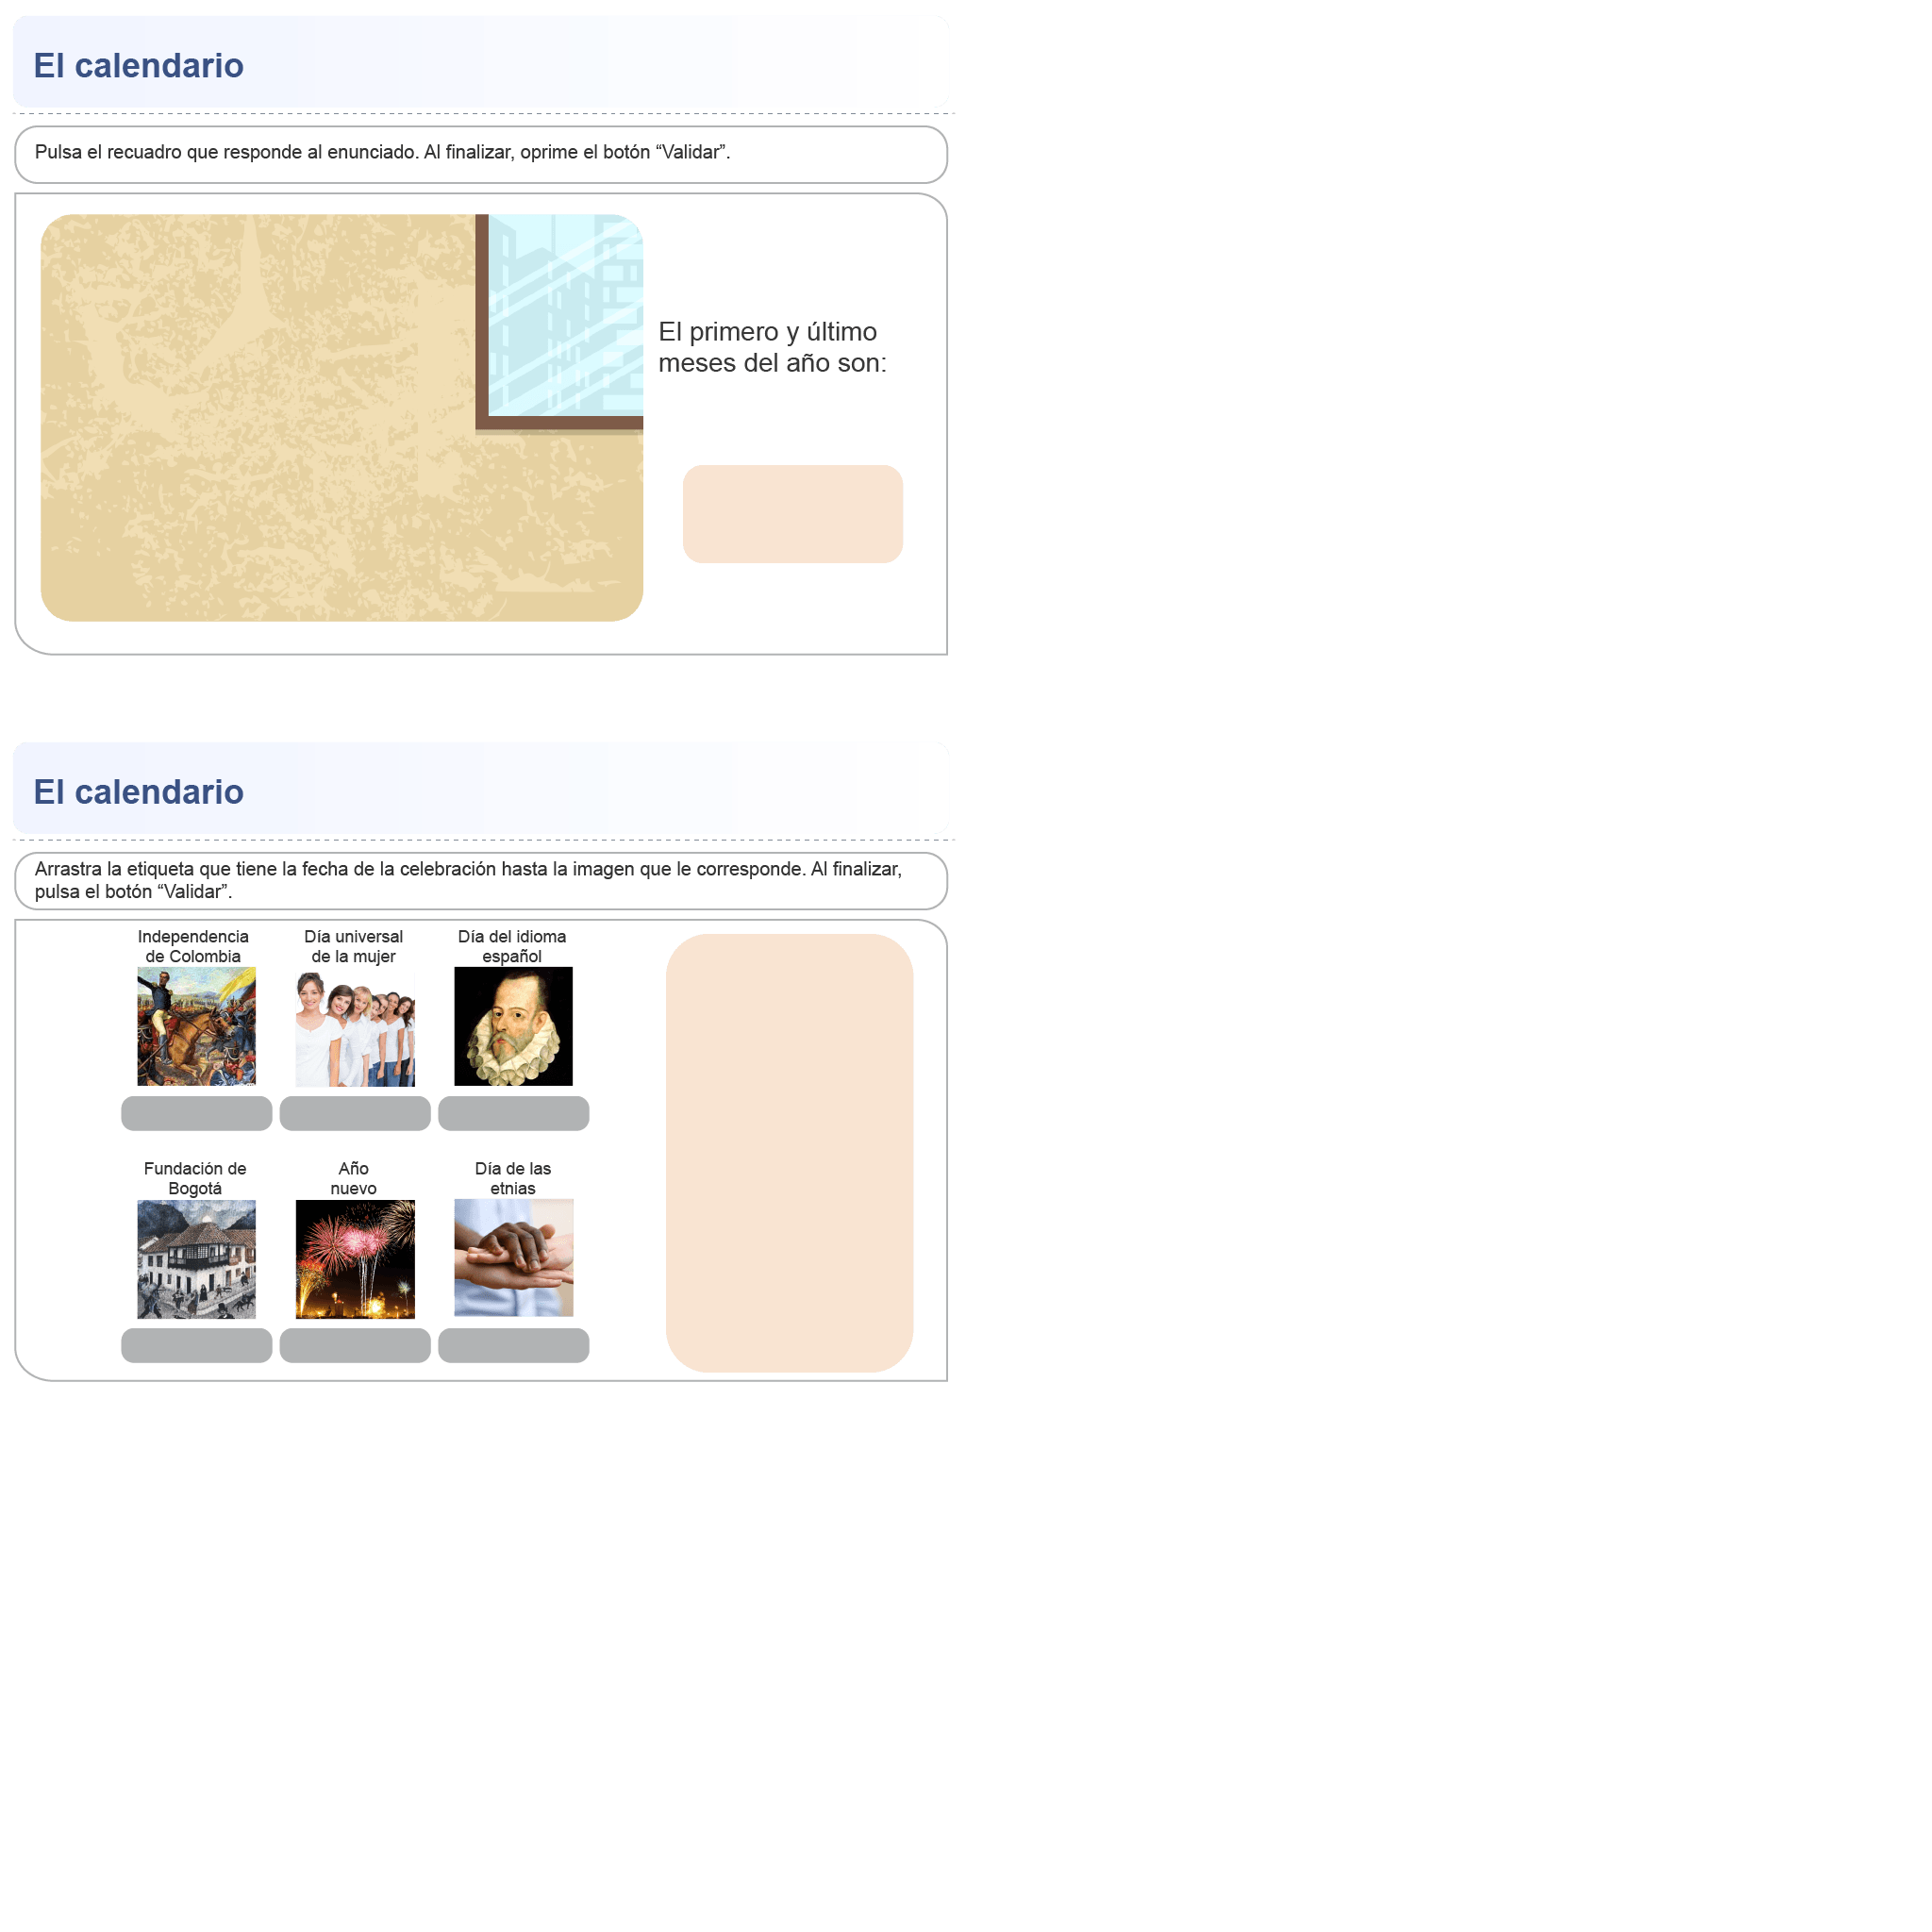 El calendario
Pulsa el recuadro que responde al enunciado. Al finalizar, oprime el botón “Validar”.
El primero y último
meses del año son:
El calendario
Arrastra la etiqueta que tiene la fecha de la celebración hasta la imagen que le corresponde. Al finalizar,
pulsa el botón “Validar”.
Independencia
de Colombia
Día universal
de la mujer
Día del idioma
español
Fundación de
Bogotá
Año
nuevo
Día de las
etnias